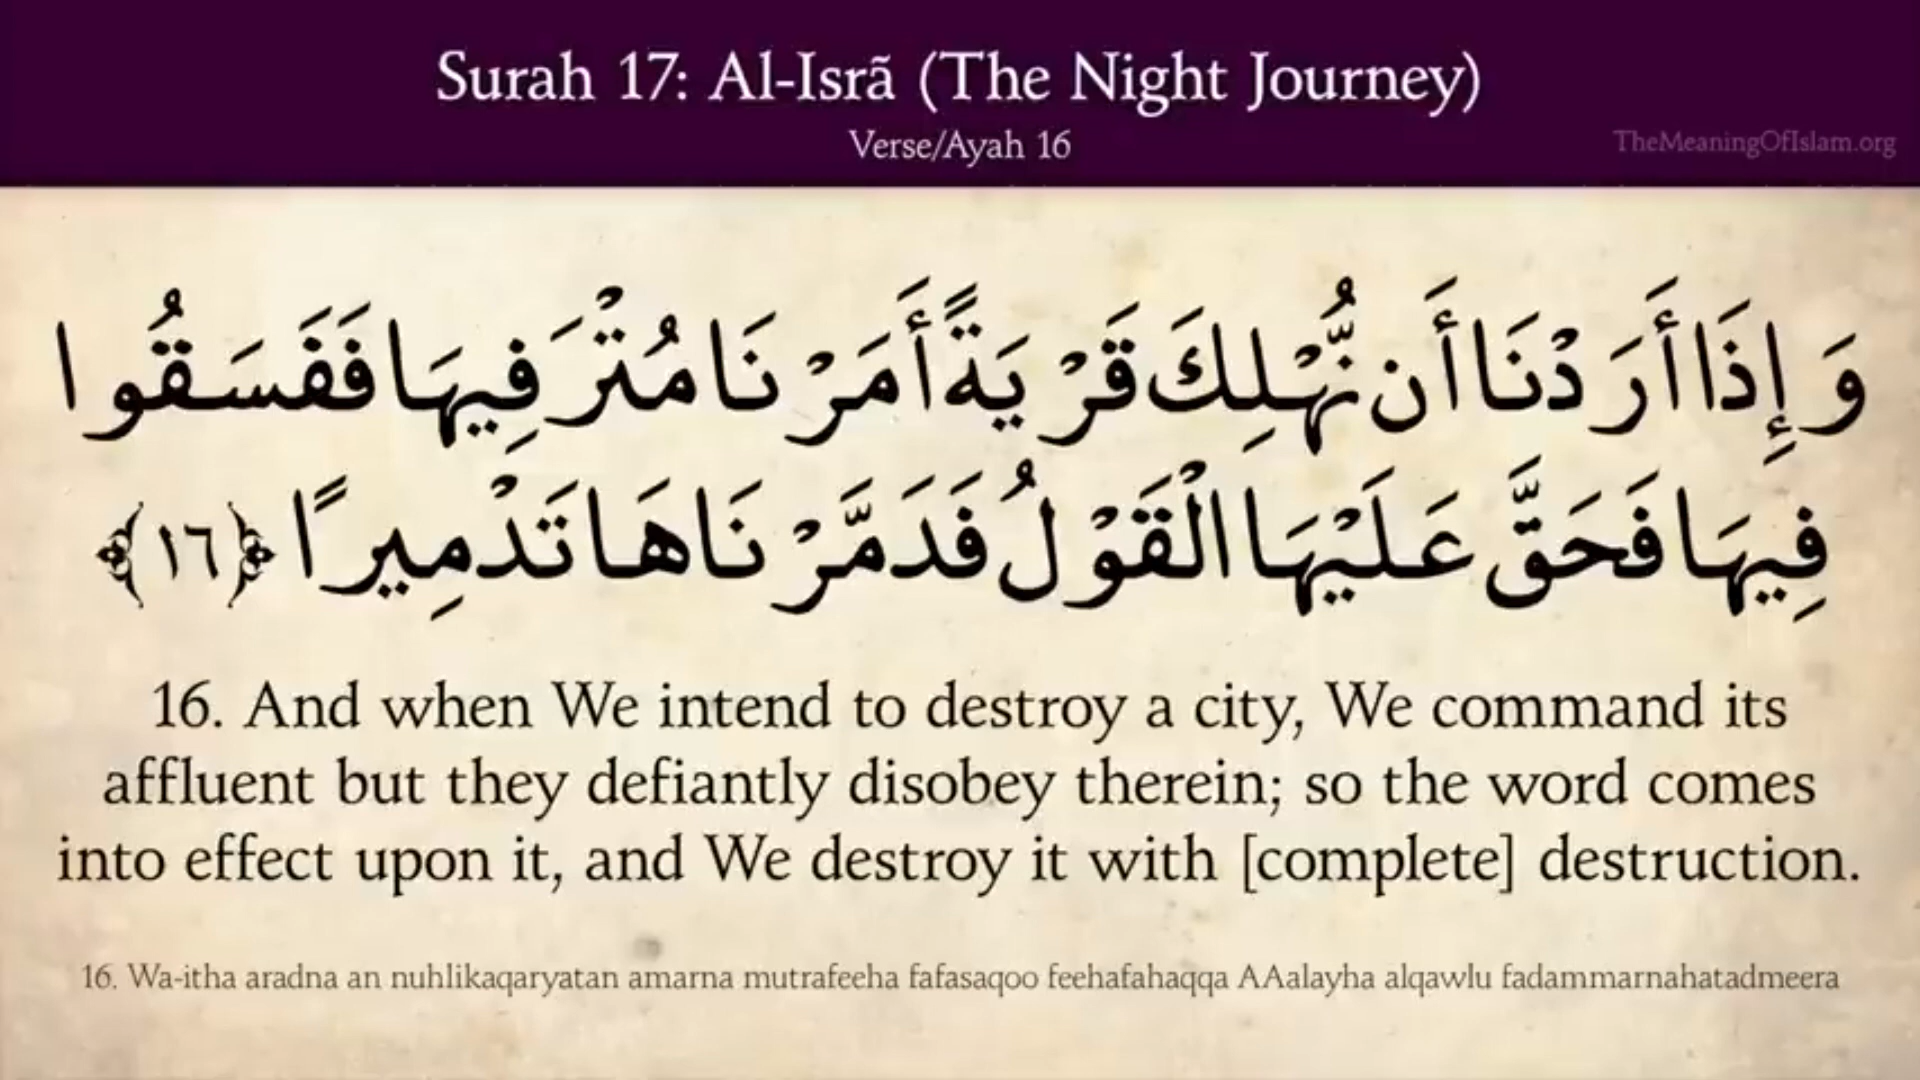 Surah 17: Al-Isrã (The Night Journey)
Verse/Ayah 16
TheMeaningOfIslam.org
وَإِذَا أَرَدْنَا أَن نُّهْلِكَ قَرْيَةً أَمَرْنَا مُتْرَفِيهَا فَفَسَقُوا
فِيهَا فَحَقَّ عَلَيْهَا الْقَوْلُ فَدَمَّرْنَاهَا تَدْمِيرًا ﴿١٦﴾
16. And when We intend to destroy a city, We command its
affluent but they defiantly disobey therein; so the word comes
into effect upon it, and We destroy it with [complete] destruction.
16. Wa-itha aradna an nuhlikaqaryatan amarna mutrafeeha fafasaqoo feehafahaqqa AAalayha alqawlu fadammarnahatadmeera